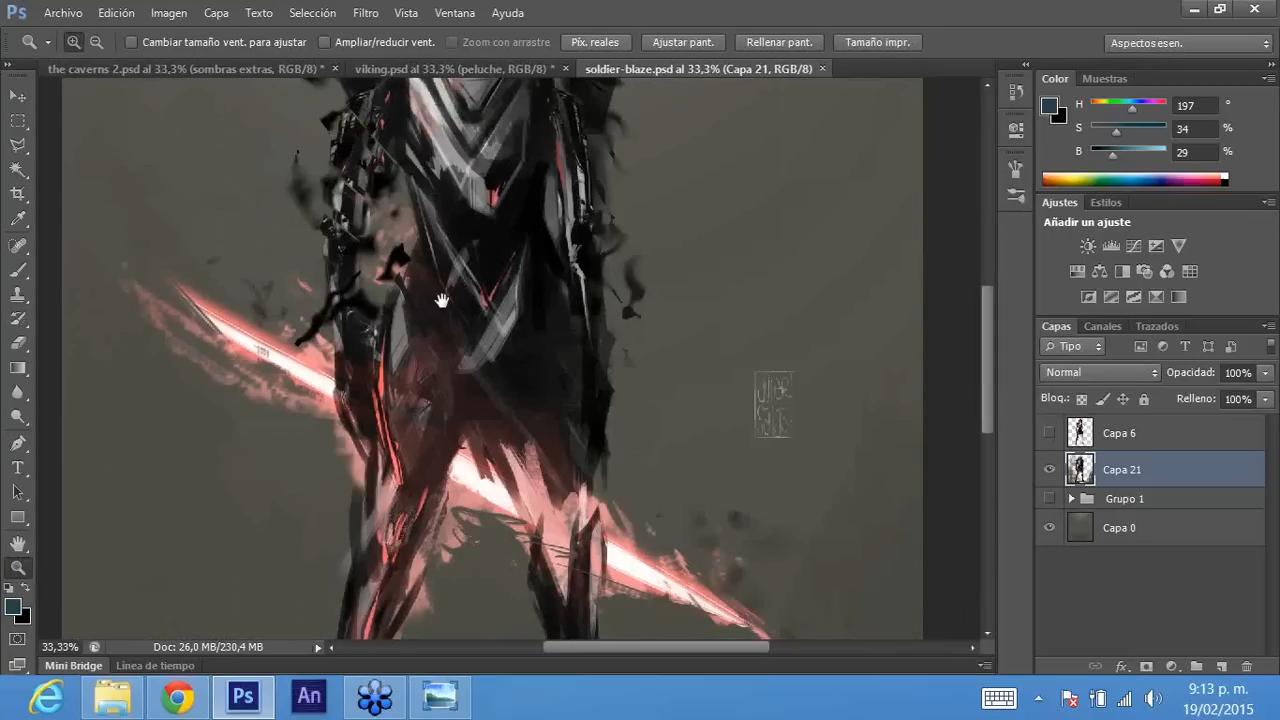 Ps Archivo Edición Imagen Capa Texto Selección Filtro Vista Ventana Ayuda
Cambiar tamaño vent. para ajustar Ampliar/reducir vent. Zoom con arrastre Píx. reales Ajustar pant. Rellenar pant. Tamaño impr. Aspectos esen.
the caverns 2.psd al 33,3% (sombras extras, RGB/8) * × viking.psd al 33,3% (peluche, RGB/8) * × soldier-blaze.psd al 33,3% (Capa 21, RGB/8) ×
Color Muestras
H 197 °
S 34 %
B 29 %
Ajustes Estilos
Añadir un ajuste
Capas Canales Trazados
Tipo
Normal Opacidad: 100%
Bloq.: Relleno: 100%
Capa 6
Capa 21
Grupo 1
Capa 0
33,33% Doc: 26,0 MB/230,4 MB
Mini Bridge Línea de tiempo
Ps An
9:13 p. m.
19/02/2015